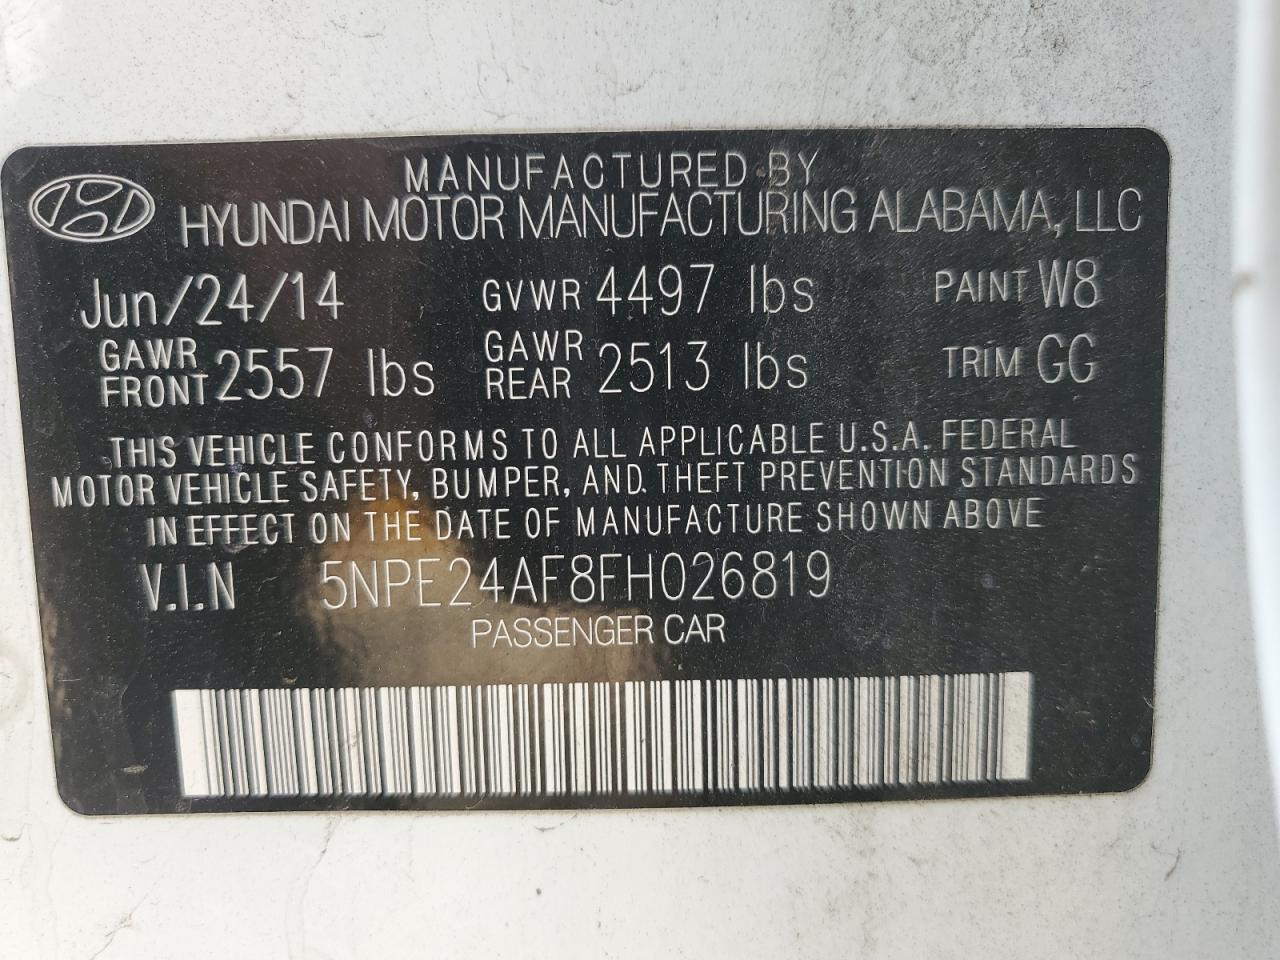 MANUFACTURED BY
HYUNDAI MOTOR MANUFACTURING ALABAMA, LLC
Jun/24/14 GVWR 4497 lbs PAINT W8
GAWR FRONT 2557 lbs GAWR REAR 2513 lbs TRIM GG
THIS VEHICLE CONFORMS TO ALL APPLICABLE U.S.A. FEDERAL
MOTOR VEHICLE SAFETY, BUMPER, AND THEFT PREVENTION STANDARDS
IN EFFECT ON THE DATE OF MANUFACTURE SHOWN ABOVE
V.I.N 5NPE24AF8FH026819
PASSENGER CAR